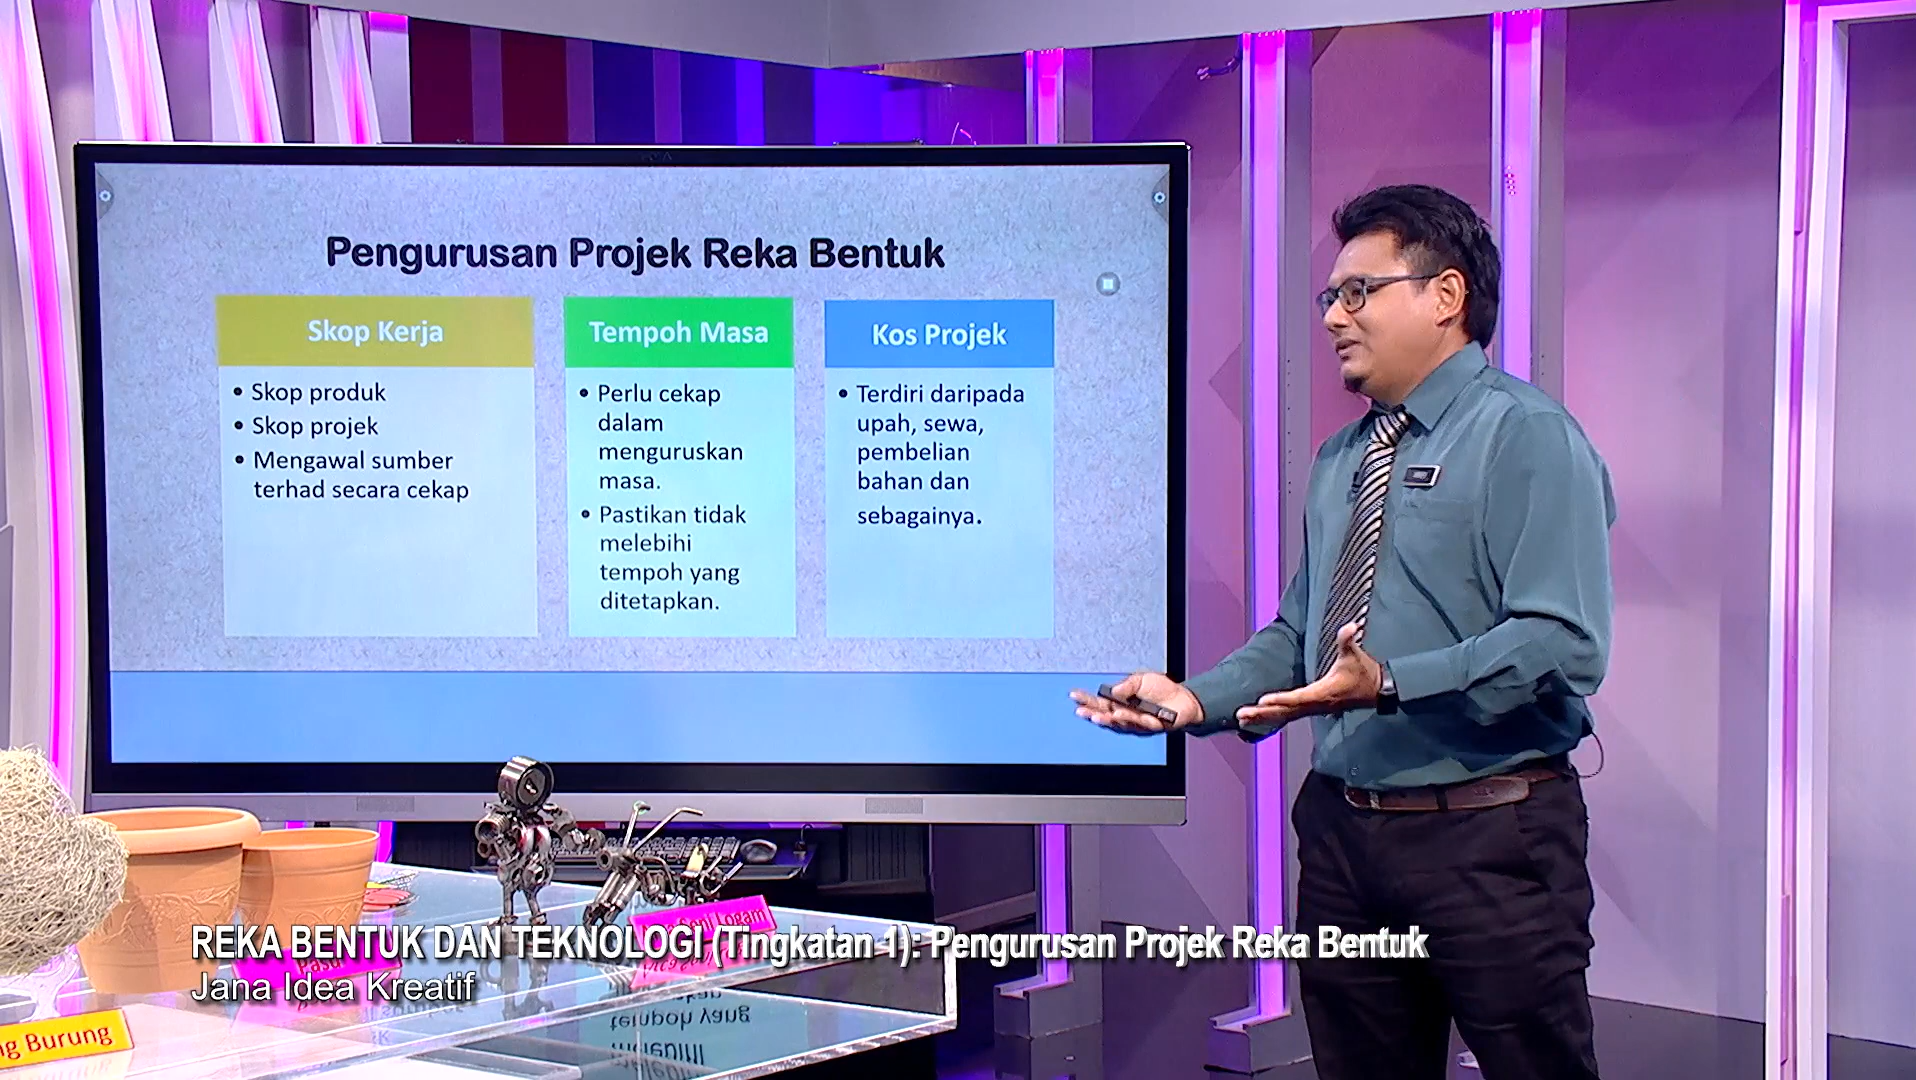 Pengurusan Projek Reka Bentuk
Skop Kerja
• Skop produk
• Skop projek
• Mengawal sumber
terhad secara cekap
Tempoh Masa
• Perlu cekap
dalam
menguruskan
masa.
• Pastikan tidak
melebihi
tempoh yang
ditetapkan.
Kos Projek
• Terdiri daripada
upah, sewa,
pembelian
bahan dan
sebagainya.
Seni Logam
Pasu
REKA BENTUK DAN TEKNOLOGI (Tingkatan 1): Pengurusan Projek Reka Bentuk
Jana Idea Kreatif
ng Burung